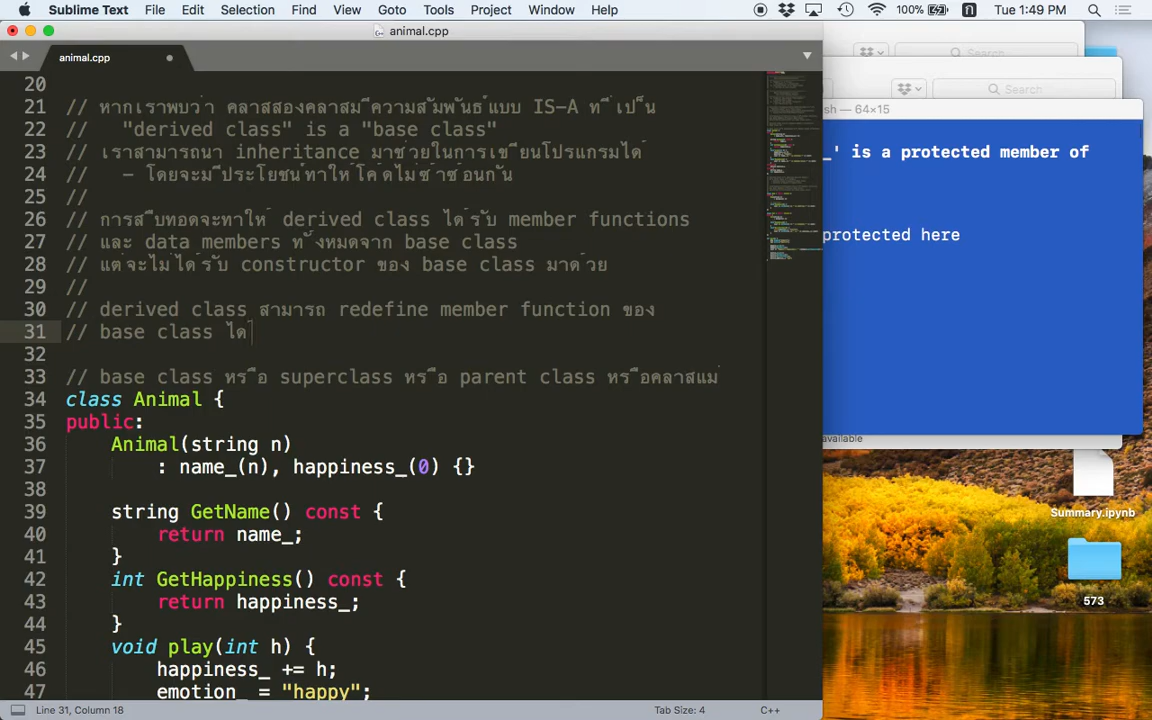 Sublime Text File Edit Selection Find View Goto Tools Project Window Help 100% Tue 1:49 PM
animal.cpp
animal.cpp
Search
Search
20
21 // หากเราพบว่า คลาสสองคลาสมีความสัมพันธ์แบบ IS-A ที่เป็น
22 // "derived class" is a "base class"
23 // เราสามารถนำ inheritance มาช่วยในการเขียนโปรแกรมได้
24 // - โดยจะมีประโยชน์ทำให้โค้ดไม่ซ้ำซ้อนกัน
25 //
26 // การสืบทอดจะทำให้ derived class ได้รับ member functions
27 // และ data members ทั้งหมดจาก base class
28 // แต่จะไม่ได้รับ constructor ของ base class มาด้วย
29 //
30 // derived class สามารถ redefine member function ของ
31 // base class ได้
32
33 // base class หรือ superclass หรือ parent class หรือคลาสแม่
34 class Animal {
35 public:
36 Animal(string n)
37 : name_(n), happiness_(0) {}
38
39 string GetName() const {
40 return name_;
41 }
42 int GetHappiness() const {
43 return happiness_;
44 }
45 void play(int h) {
46 happiness_ += h;
47 emotion_ = "happy";
sh — 64×15
_' is a protected member of
protected here
available
Summary.ipynb
573
Line 31, Column 18 Tab Size: 4 C++